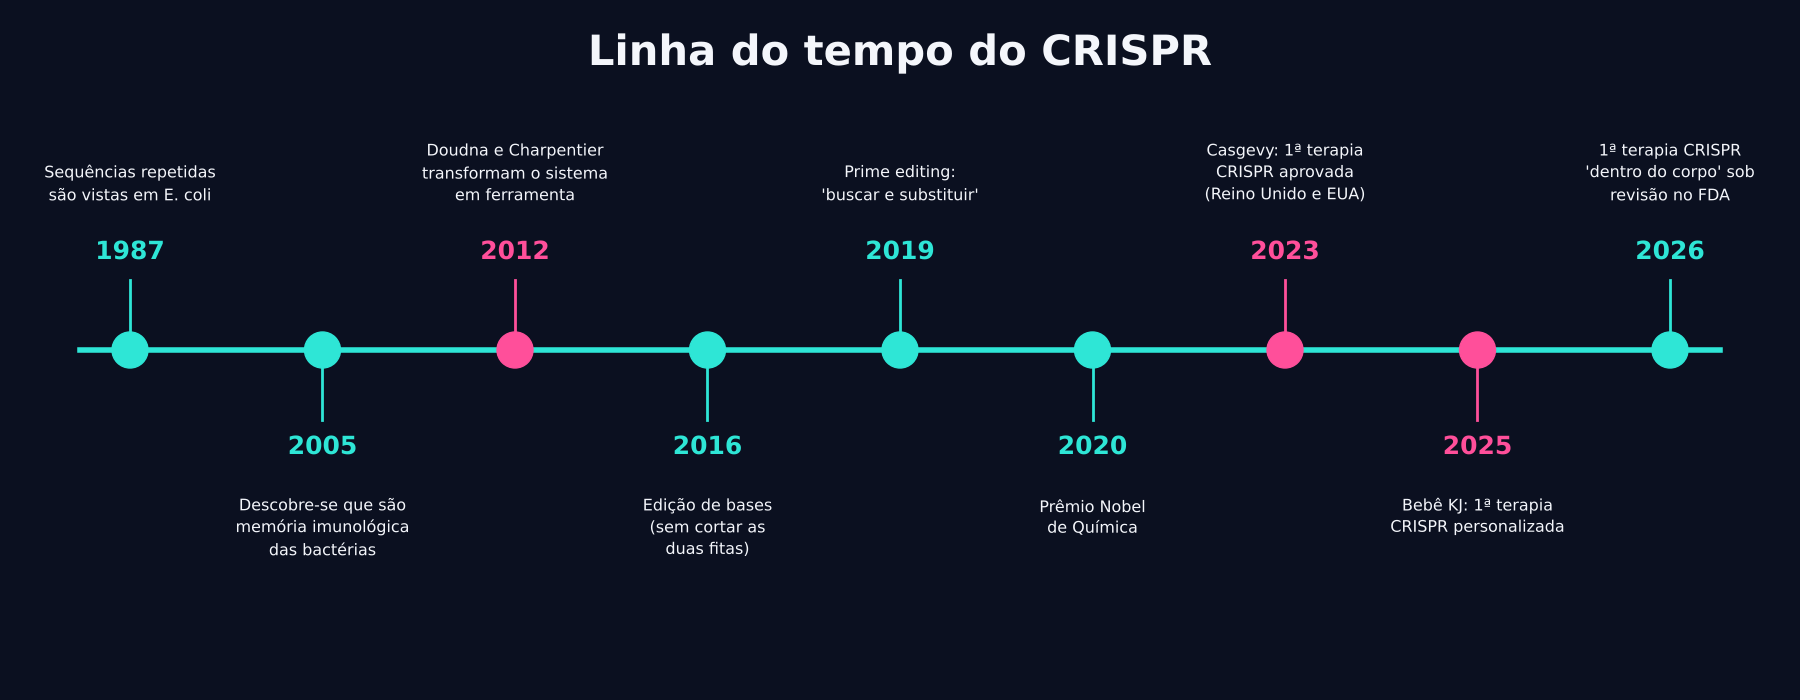 Linha do tempo do CRISPR
Sequências repetidas
são vistas em E. coli
1987
Descobre-se que são
memória imunológica
das bactérias
2005
Doudna e Charpentier
transformam o sistema
em ferramenta
2012
Edição de bases
(sem cortar as
duas fitas)
2016
Prime editing:
'buscar e substituir'
2019
Prêmio Nobel
de Química
2020
Casgevy: 1ª terapia
CRISPR aprovada
(Reino Unido e EUA)
2023
Bebê KJ: 1ª terapia
CRISPR personalizada
2025
1ª terapia CRISPR
'dentro do corpo' sob
revisão no FDA
2026